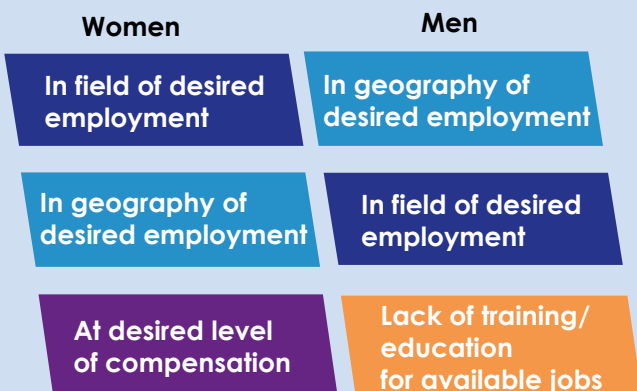 Women
Men
In field of desired
employment
In geography of
desired employment
In geography of
desired employment
In field of desired
employment
At desired level
of compensation
Lack of training/
education
for available jobs